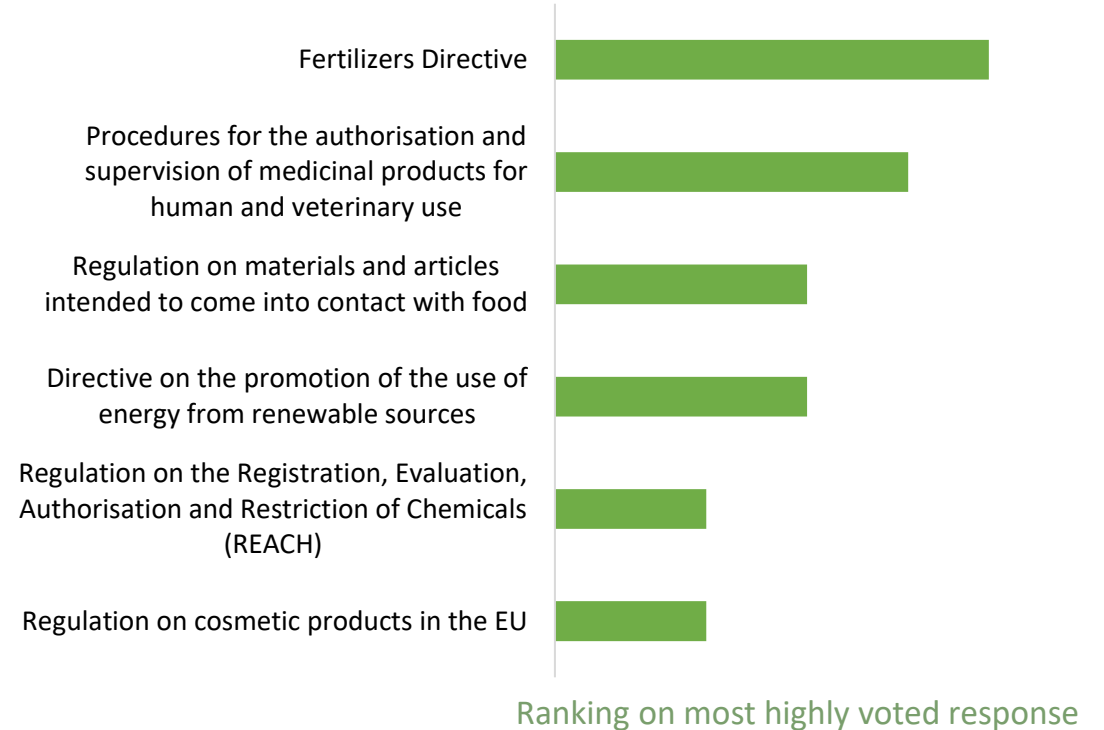 Fertilizers Directive
Procedures for the authorisation and
supervision of medicinal products for
human and veterinary use
Regulation on materials and articles
intended to come into contact with food
Directive on the promotion of the use of
energy from renewable sources
Regulation on the Registration, Evaluation,
Authorisation and Restriction of Chemicals
(REACH)
Regulation on cosmetic products in the EU
Ranking on most highly voted response